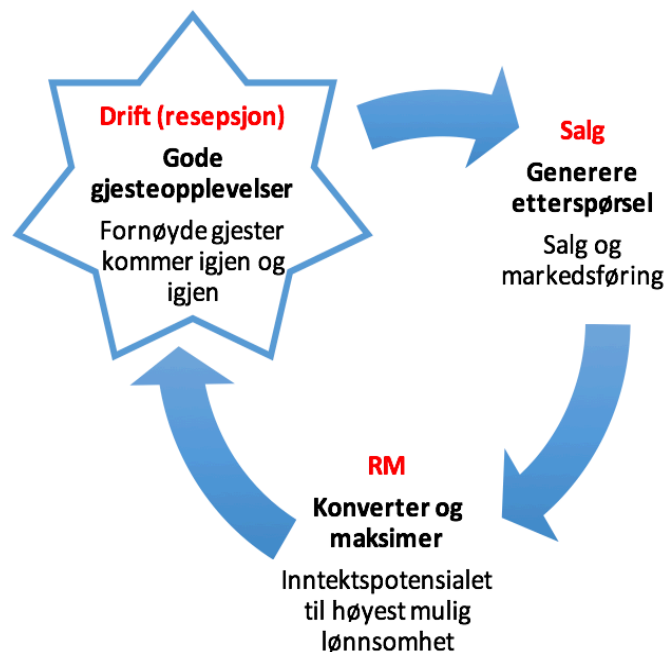 Drift (resepsjon)
Gode
gjesteopplevelser
Fornøyde gjester
kommer igjen og
igjen
Salg
Generere
etterspørsel
Salg og
markedsføring
RM
Konverter og
maksimer
Inntektspotensialet
til høyest mulig
lønnsomhet